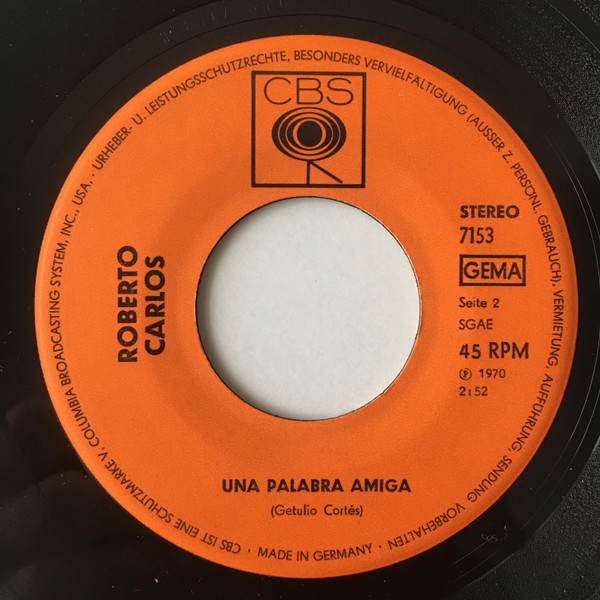 URHEBER- U. LEISTUNGSSCHUTZRECHTE, BESONDERS VERVIELFÄLTIGUNG (AUSSER Z. PERSÖNL. GEBRAUCH), VERMIETUNG, AUFFÜHRUNG, SENDUNG VORBEHALTEN
CBS
STEREO
7153
GEMA
Seite 2
SGAE
45 RPM
℗ 1970
2:52
ROBERTO
CARLOS
UNA PALABRA AMIGA
(Getulio Cortés)
• MADE IN GERMANY •
CBS IST EINE SCHUTZMARKE V. COLUMBIA BROADCASTING SYSTEM, INC., USA. •